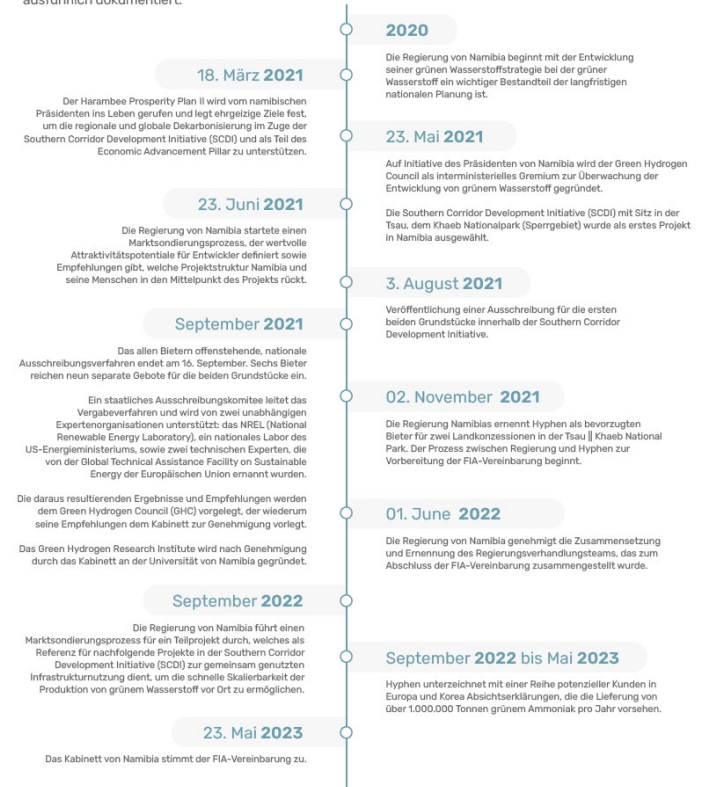 ausführlich dokumentiert.
2020
Die Regierung von Namibia beginnt mit der Entwicklung
seiner grünen Wasserstoffstrategie bei der grüner
Wasserstoff ein wichtiger Bestandteil der langfristigen
nationalen Planung ist.
18. März 2021
Der Harambee Prosperity Plan II wird vom namibischen
Präsidenten ins Leben gerufen und legt ehrgeizige Ziele fest,
um die regionale und globale Dekarbonisierung im Zuge der
Southern Corridor Development Initiative (SCDI) und als Teil des
Economic Advancement Pillar zu unterstützen.
23. Mai 2021
Auf Initiative des Präsidenten von Namibia wird der Green Hydrogen
Council als interministerielles Gremium zur Überwachung der
Entwicklung von grünem Wasserstoff gegründet.
Die Southern Corridor Development Initiative (SCDI) mit Sitz in der
Tsau, dem Khaeb Nationalpark (Sperrgebiet) wurde als erstes Projekt
in Namibia ausgewählt.
23. Juni 2021
Die Regierung von Namibia startete einen
Marktsondierungsprozess, der wertvolle
Attraktivitätspotentiale für Entwickler definiert sowie
Empfehlungen gibt, welche Projektstruktur Namibia und
seine Menschen in den Mittelpunkt des Projekts rückt.
3. August 2021
Veröffentlichung einer Ausschreibung für die ersten
beiden Grundstücke innerhalb der Southern Corridor
Development Initiative.
September 2021
Das allen Bietern offenstehende, nationale
Ausschreibungsverfahren endet am 16. September. Sechs Bieter
reichen neun separate Gebote für die beiden Grundstücke ein.
Ein staatliches Ausschreibungskomitee leitet das
Vergabeverfahren und wird von zwei unabhängigen
Expertenorganisationen unterstützt: das NREL (National
Renewable Energy Laboratory), ein nationales Labor des
US-Energieministeriums, sowie zwei technischen Experten, die
von der Global Technical Assistance Facility on Sustainable
Energy der Europäischen Union ernannt wurden.
Die daraus resultierenden Ergebnisse und Empfehlungen werden
dem Green Hydrogen Council (GHC) vorgelegt, der wiederum
seine Empfehlungen dem Kabinett zur Genehmigung vorlegt.
Das Green Hydrogen Research Institute wird nach Genehmigung
durch das Kabinett an der Universität von Namibia gegründet.
02. November 2021
Die Regierung Namibias ernennt Hyphen als bevorzugten
Bieter für zwei Landkonzessionen in der Tsau ǁ Khaeb National
Park. Der Prozess zwischen Regierung und Hyphen zur
Vorbereitung der FIA-Vereinbarung beginnt.
01. June 2022
Die Regierung von Namibia genehmigt die Zusammensetzung
und Ernennung des Regierungsverhandlungsteams, das zum
Abschluss der FIA-Vereinbarung zusammengestellt wurde.
September 2022
Die Regierung von Namibia führt einen
Marktsondierungsprozess für ein Teilprojekt durch, welches als
Referenz für nachfolgende Projekte in der Southern Corridor
Development Initiative (SCDI) zur gemeinsam genutzten
Infrastrukturnutzung dient, um die schnelle Skalierbarkeit der
Produktion von grünem Wasserstoff vor Ort zu ermöglichen.
September 2022 bis Mai 2023
Hyphen unterzeichnet mit einer Reihe potenzieller Kunden in
Europa und Korea Absichtserklärungen, die die Lieferung von
über 1.000.000 Tonnen grünem Ammoniak pro Jahr vorsehen.
23. Mai 2023
Das Kabinett von Namibia stimmt der FIA-Vereinbarung zu.